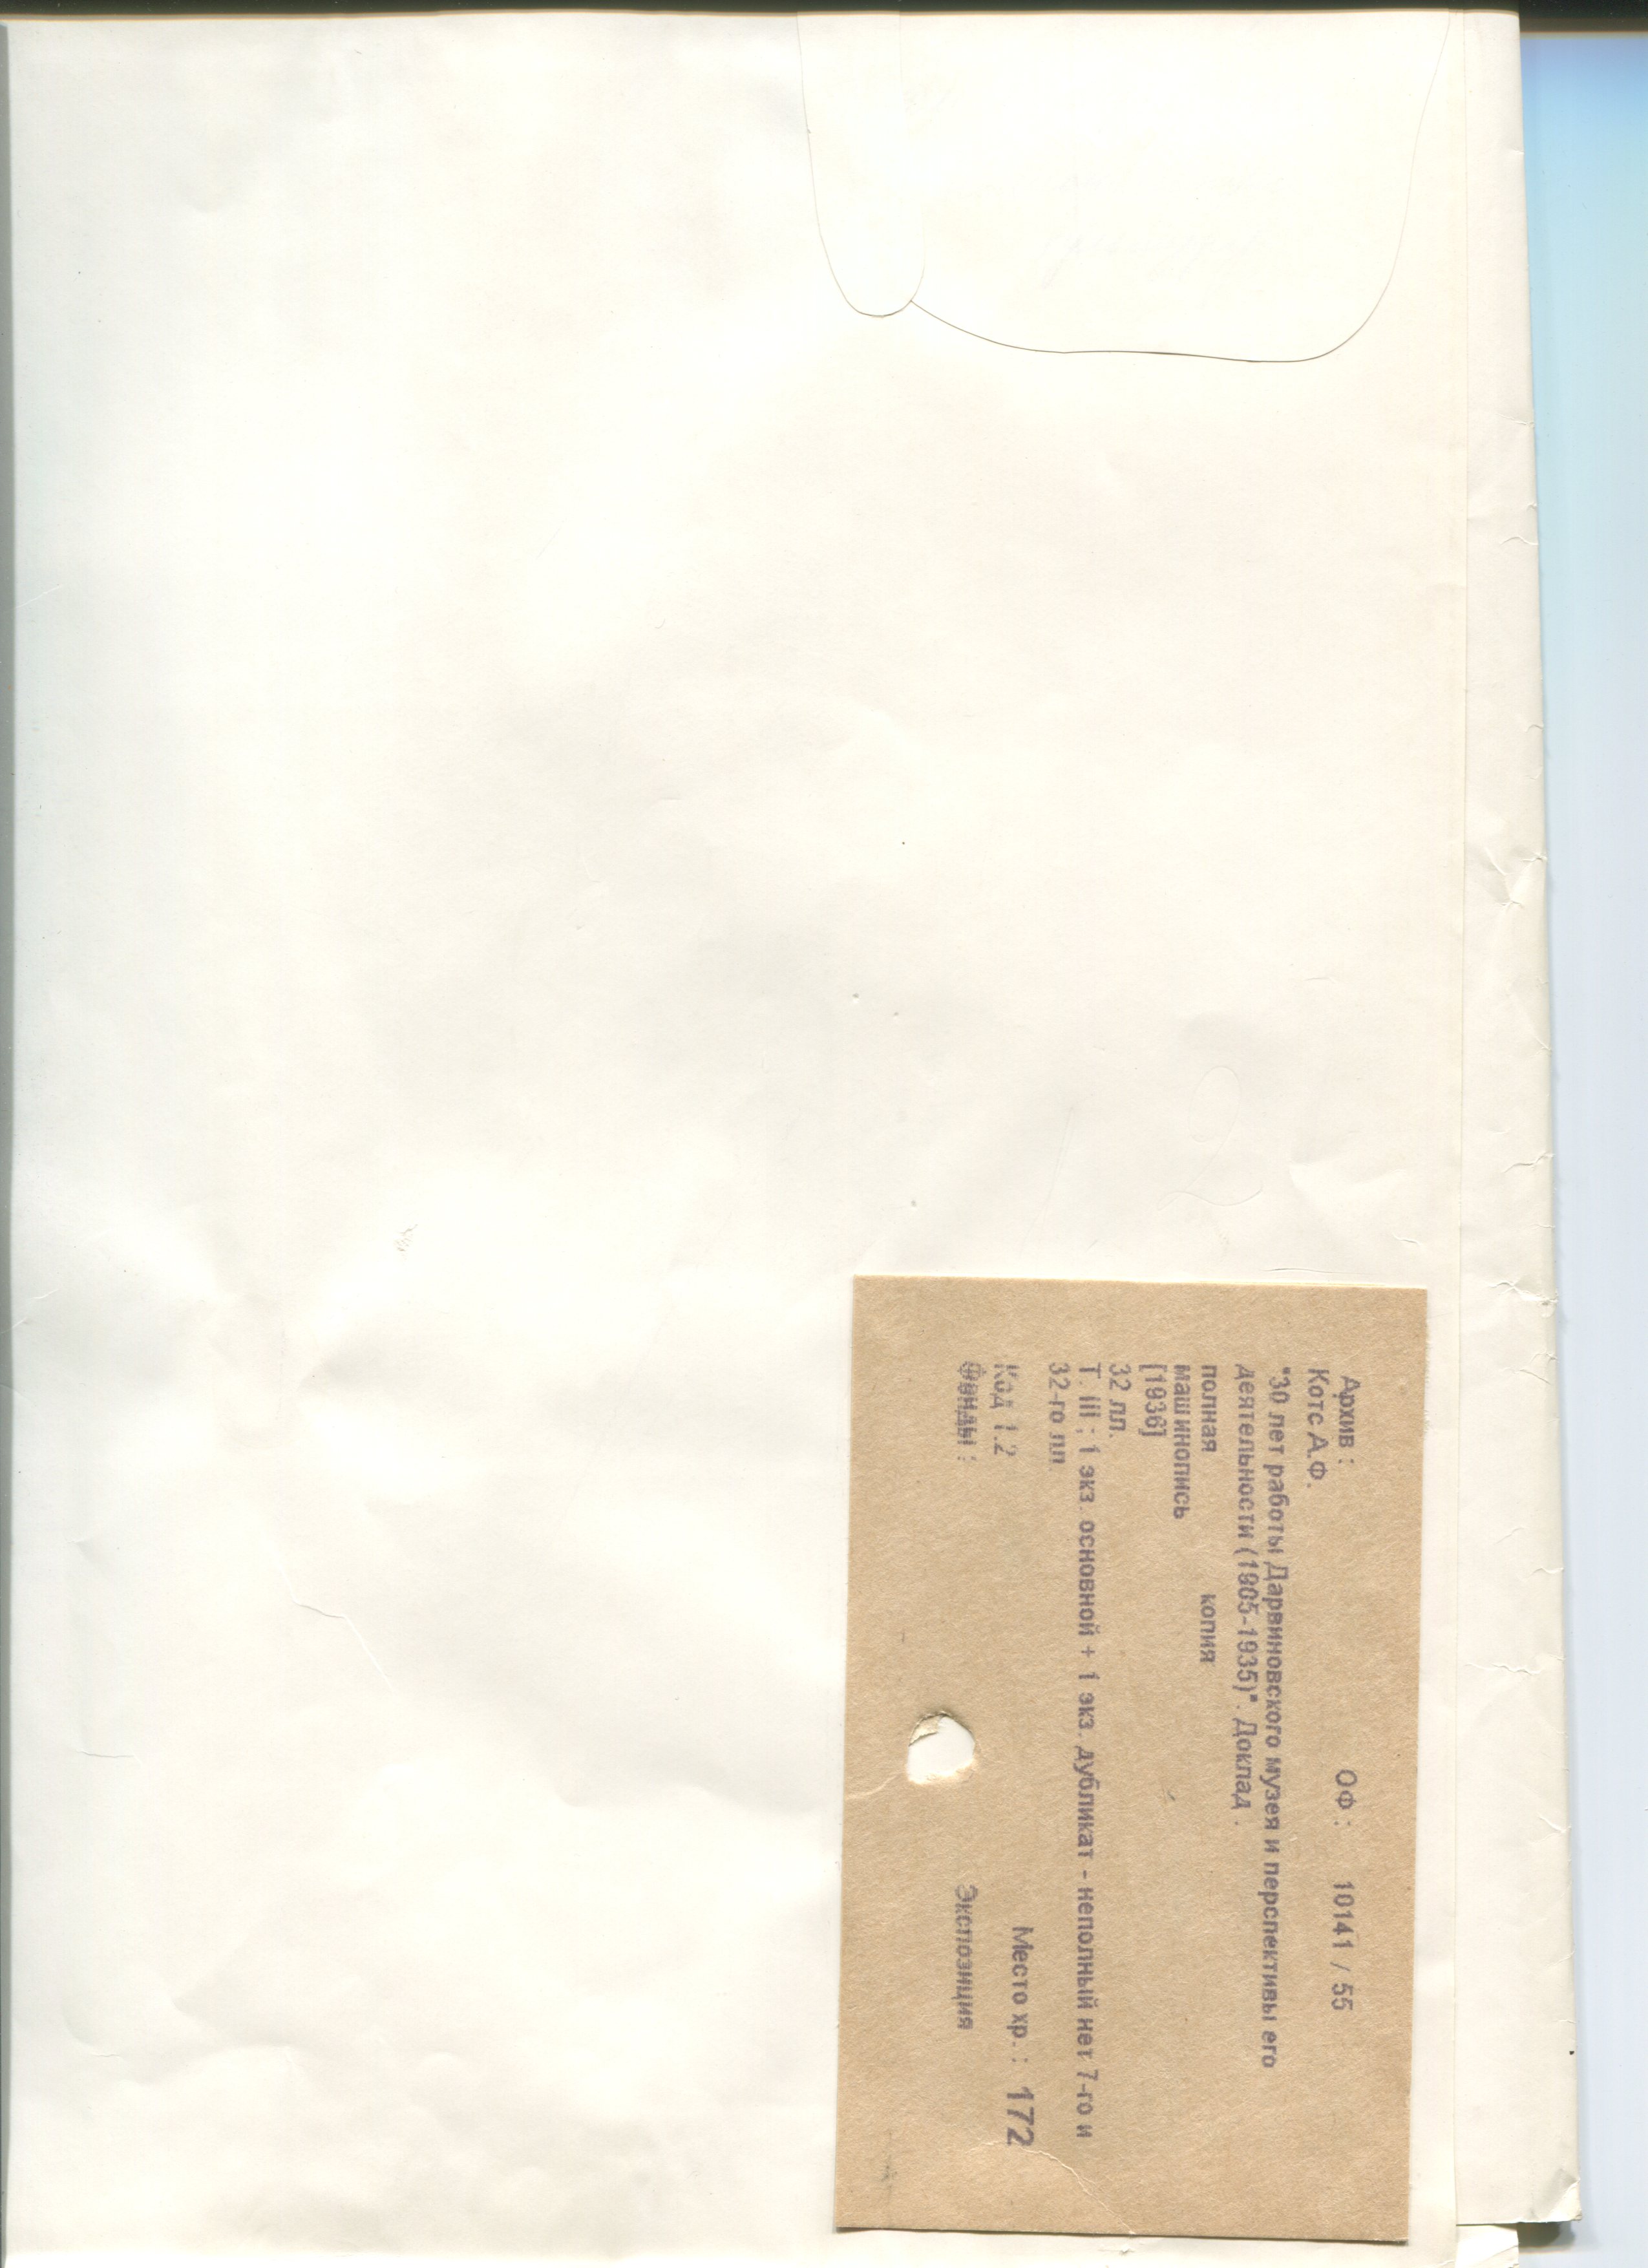 Архив : ОФ : 10141 / 55
Котс А.Ф.
"30 лет работы Дарвиновского музея и перспективы его
деятельности (1905-1935)". Доклад .
полная копия
машинопись
[1936]
32 лл.
Т. III ; 1 экз. основной + 1 экз. дубликат - неполный нет 7-го и
32-го лл.
Код 1.2 Место хр. : 172
Фонды : Экспозиция
2